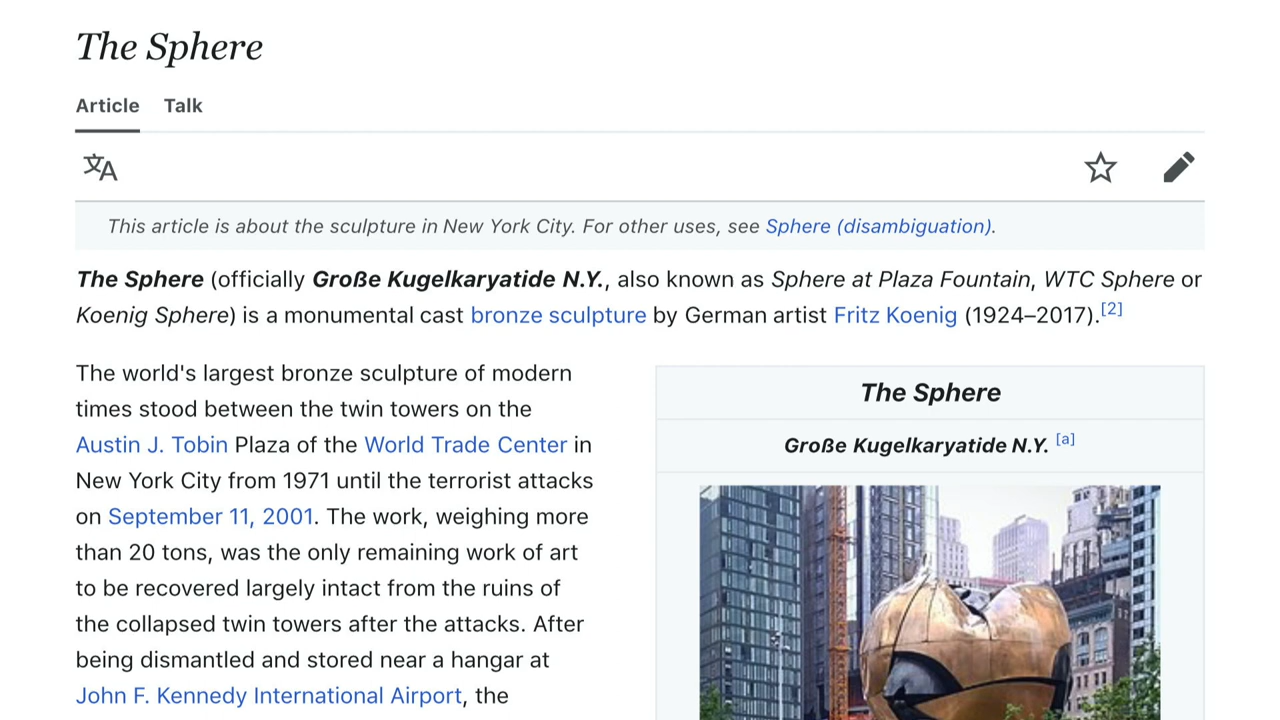 The Sphere
Article Talk
文A
This article is about the sculpture in New York City. For other uses, see Sphere (disambiguation).
The Sphere (officially Große Kugelkaryatide N.Y., also known as Sphere at Plaza Fountain, WTC Sphere or
Koenig Sphere) is a monumental cast bronze sculpture by German artist Fritz Koenig (1924–2017).[2]
The world's largest bronze sculpture of modern
times stood between the twin towers on the
Austin J. Tobin Plaza of the World Trade Center in
New York City from 1971 until the terrorist attacks
on September 11, 2001. The work, weighing more
than 20 tons, was the only remaining work of art
to be recovered largely intact from the ruins of
the collapsed twin towers after the attacks. After
being dismantled and stored near a hangar at
John F. Kennedy International Airport, the
The Sphere
Große Kugelkaryatide N.Y. [a]